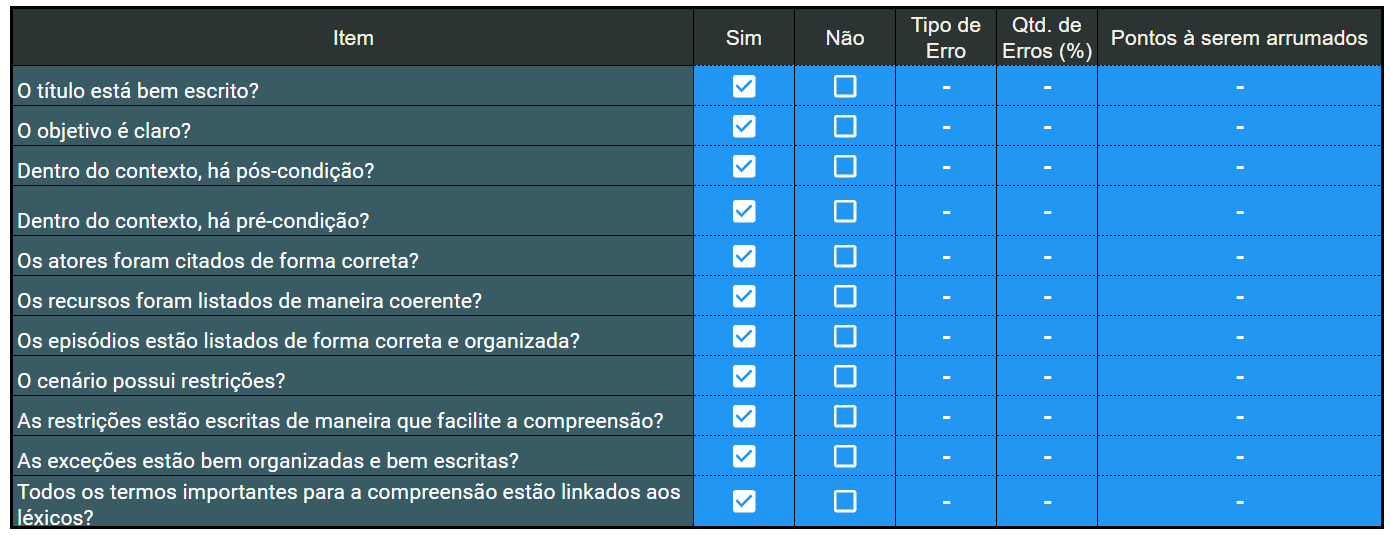 Item Sim Não Tipo de Erro Qtd. de Erros (%) Pontos à serem arrumados
O título está bem escrito? - - -
O objetivo é claro? - - -
Dentro do contexto, há pós-condição? - - -
Dentro do contexto, há pré-condição? - - -
Os atores foram citados de forma correta? - - -
Os recursos foram listados de maneira coerente? - - -
Os episódios estão listados de forma correta e organizada? - - -
O cenário possui restrições? - - -
As restrições estão escritas de maneira que facilite a compreensão? - - -
As exceções estão bem organizadas e bem escritas? - - -
Todos os termos importantes para a compreensão estão linkados aos
léxicos? - - -